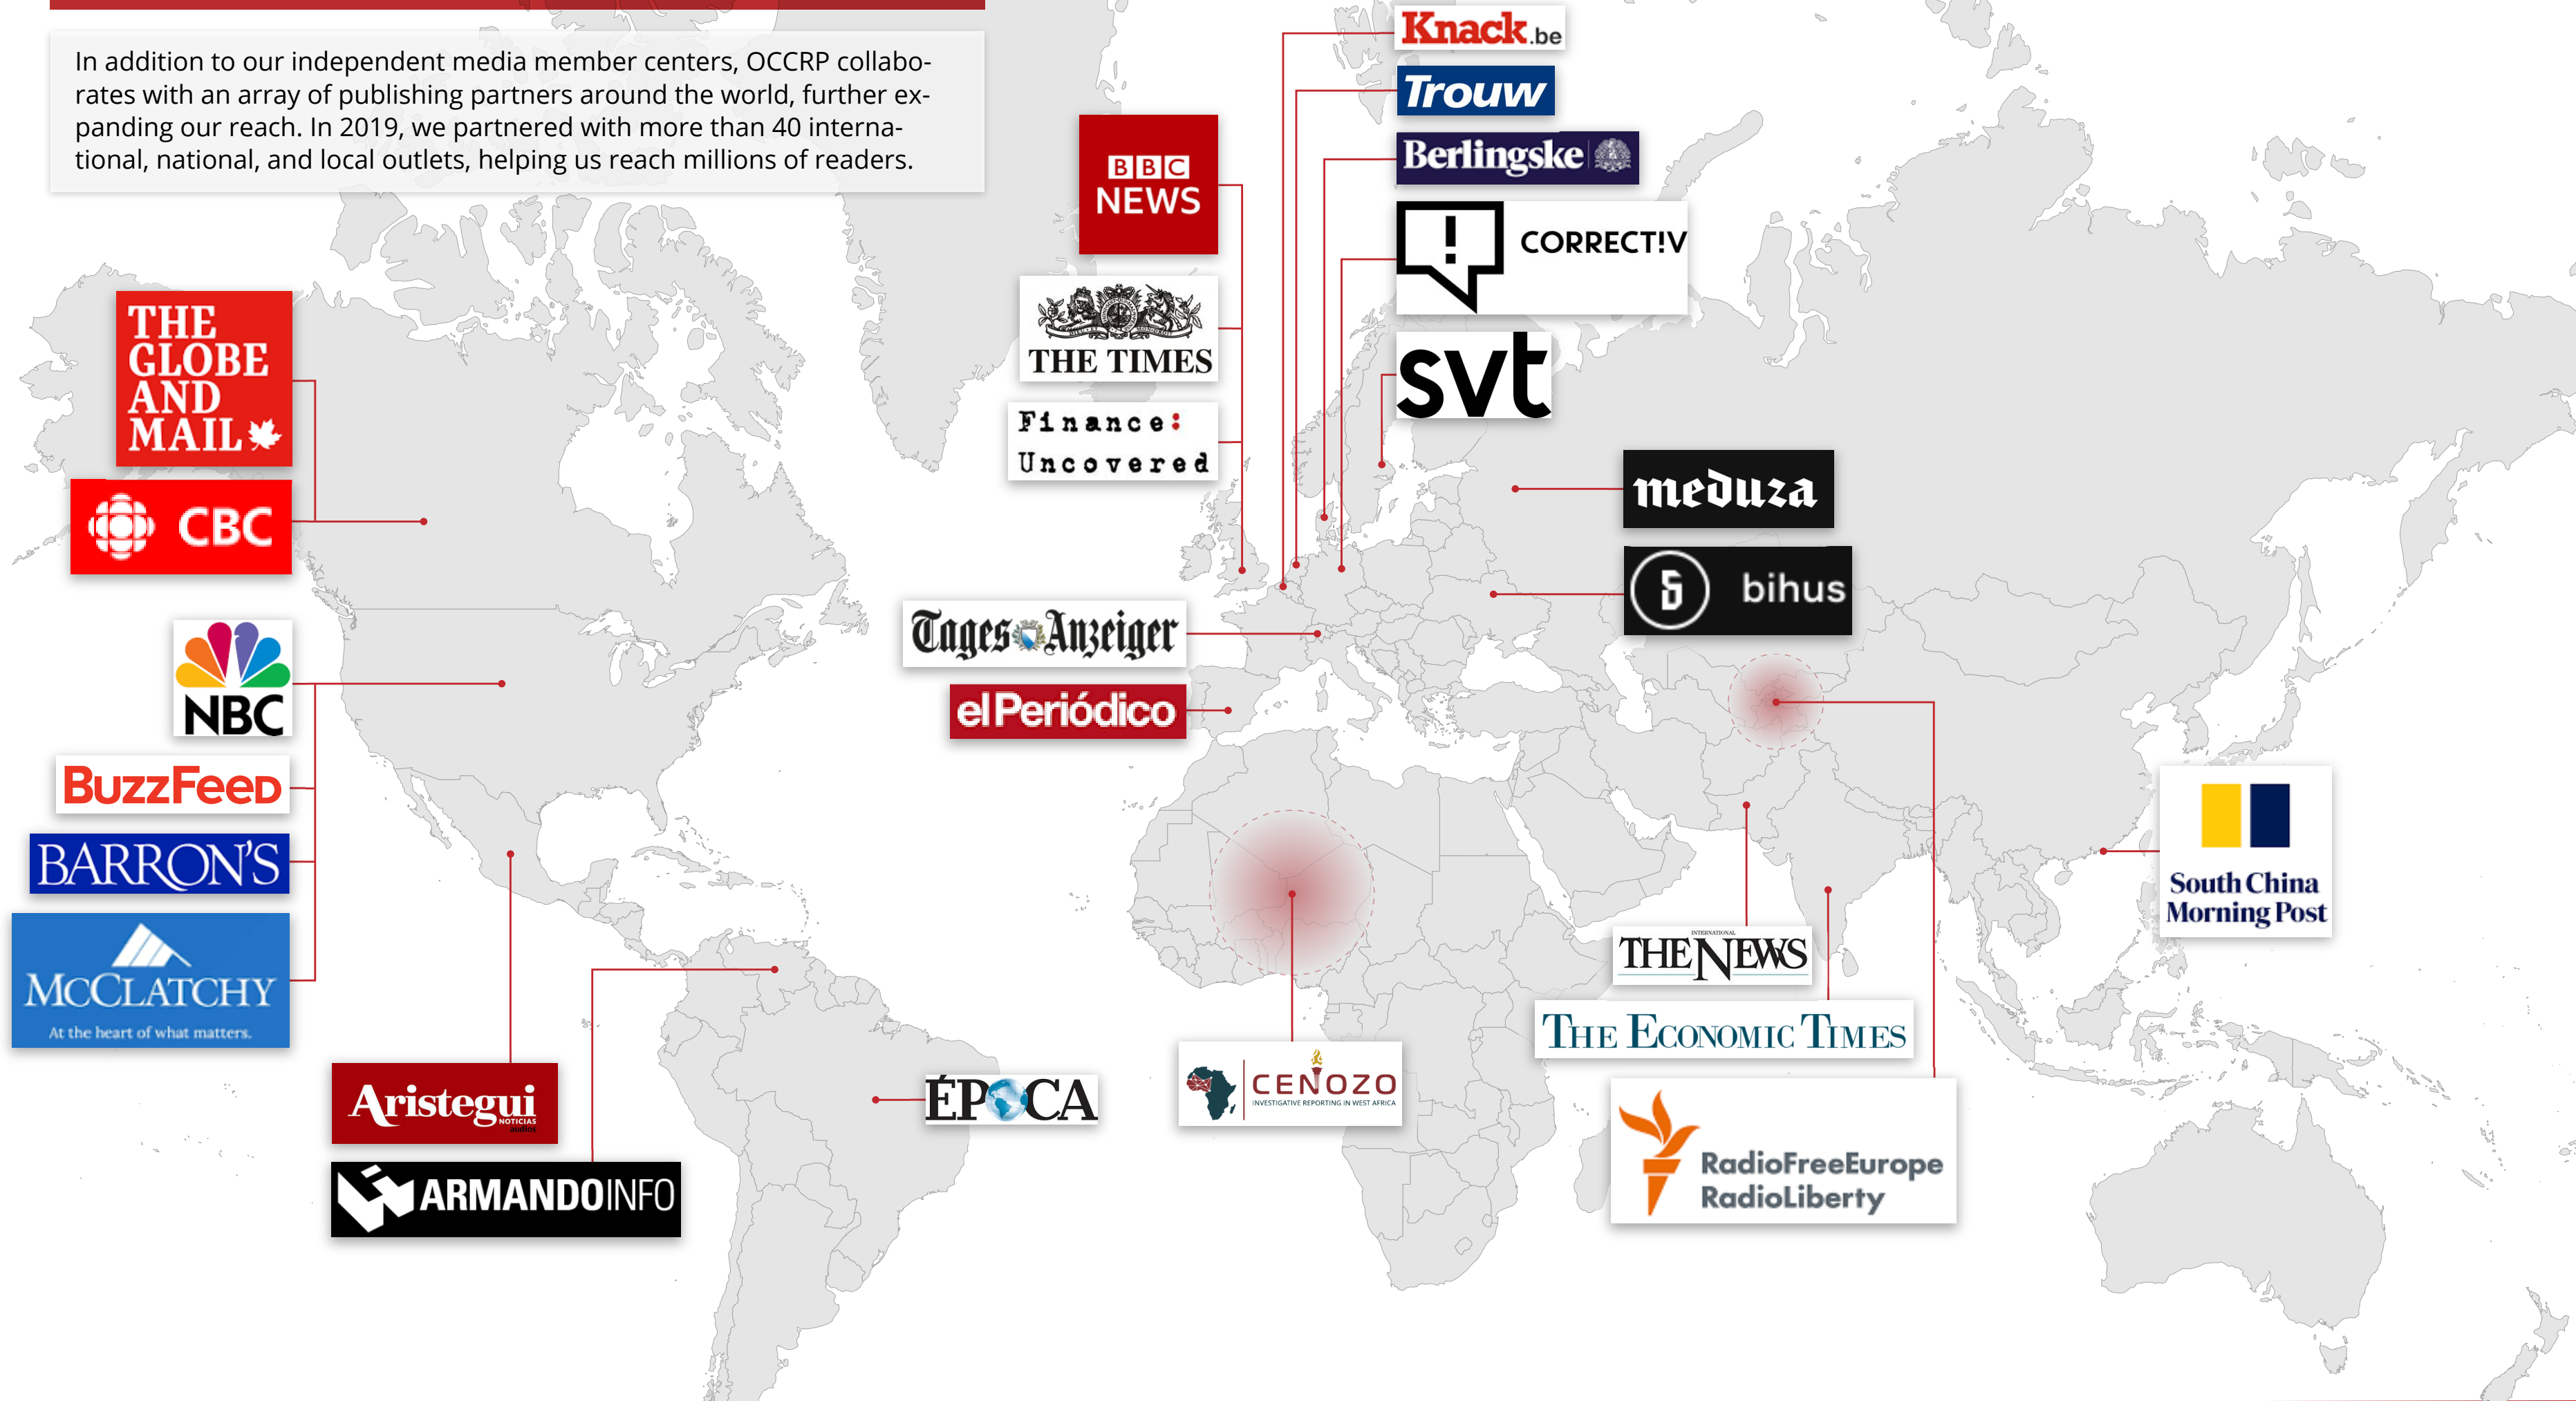 In addition to our independent media member centers, OCCRP collabo-
rates with an array of publishing partners around the world, further ex-
panding our reach. In 2019, we partnered with more than 40 interna-
tional, national, and local outlets, helping us reach millions of readers.
THE
GLOBE
AND
MAIL
CBC
NBC
BuzzFeed
BARRON'S
McCLATCHY
At the heart of what matters.
Aristegui
NOTICIAS
audios
ARMANDOINFO
ÉPOCA
BBC
NEWS
THE TIMES
Finance:
Uncovered
Tages Anzeiger
el Periódico
Knack.be
Trouw
Berlingske
!
CORRECT!V
svt
meduza
bihus
CENOZO
INVESTIGATIVE REPORTING IN WEST AFRICA
INTERNATIONAL
THE NEWS
THE ECONOMIC TIMES
RadioFreeEurope
RadioLiberty
South China
Morning Post